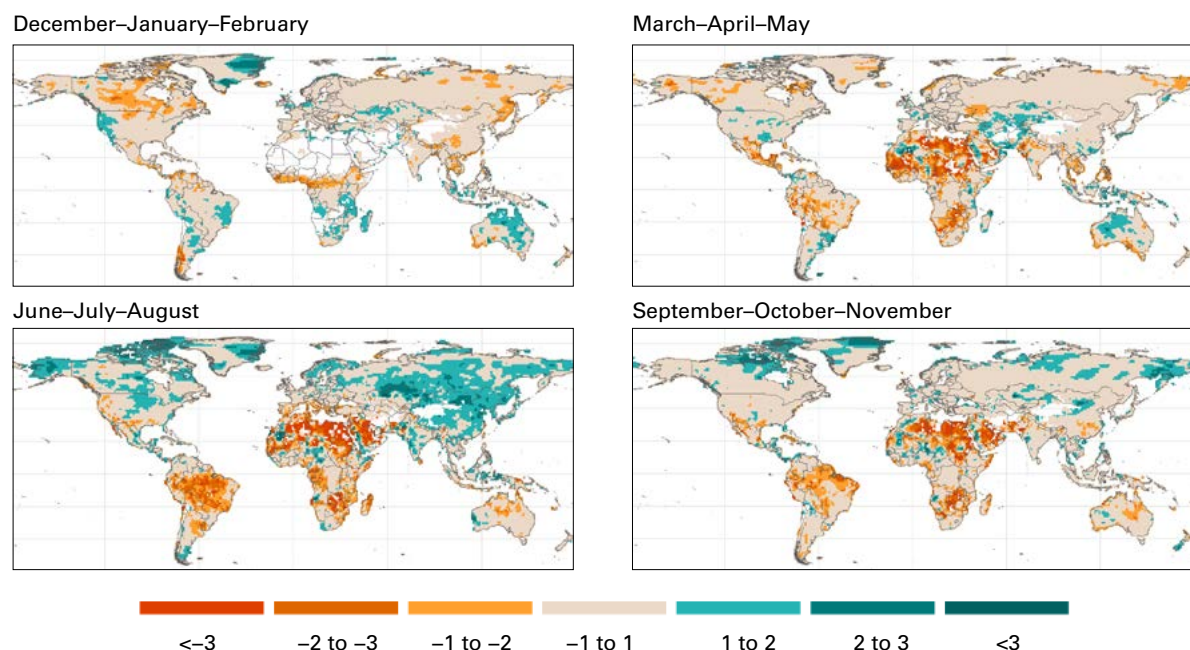 December–January–February
March–April–May
June–July–August
September–October–November
<–3
–2 to –3
–1 to –2
–1 to 1
1 to 2
2 to 3
<3